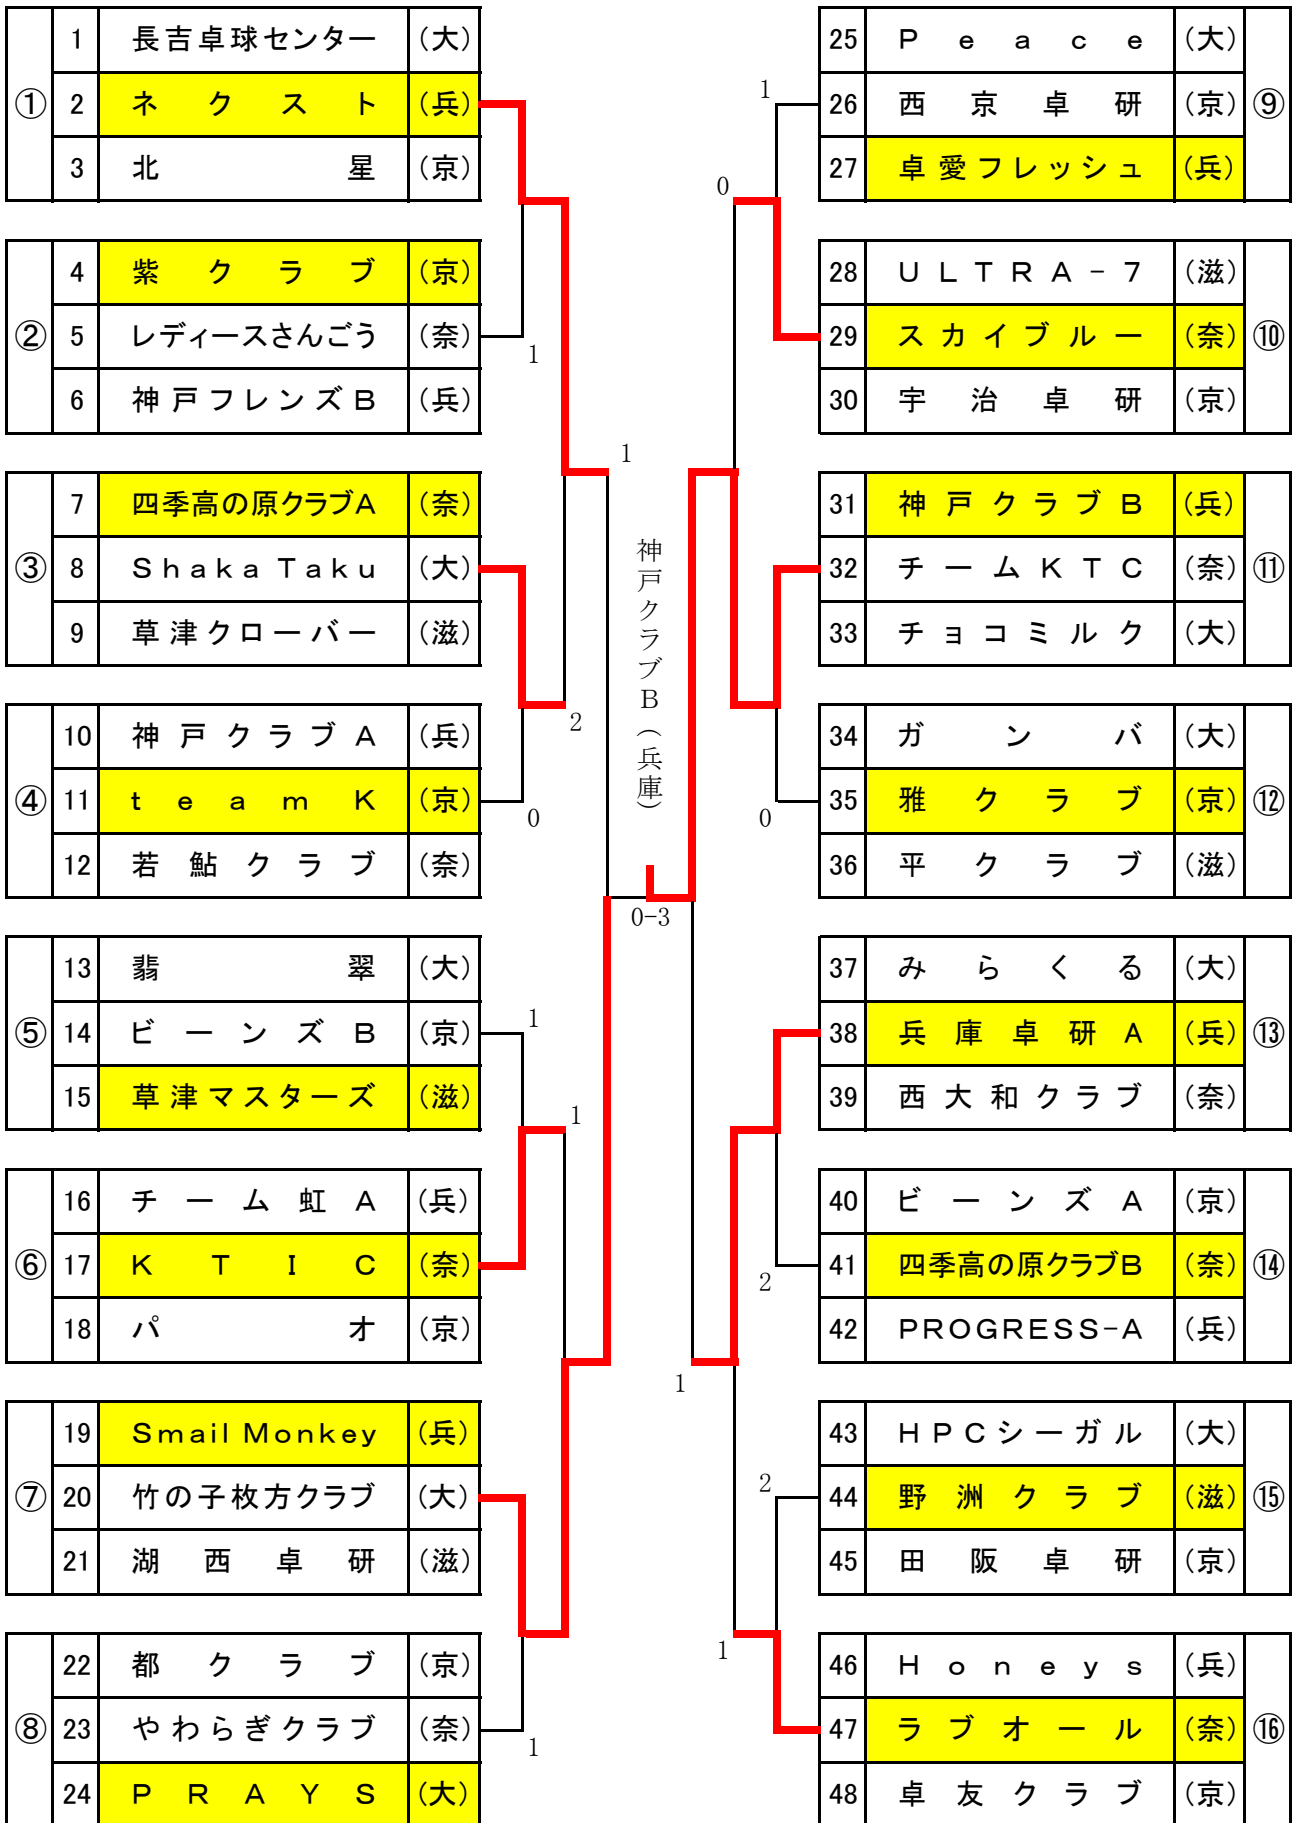 ① 1 長吉卓球センター (大)
2 ネクスト (兵)
3 北星 (京)
② 4 紫クラブ (京)
5 レディースさんごう (奈)
6 神戸フレンズB (兵)
③ 7 四季高の原クラブA (奈)
8 Shaka Taku (大)
9 草津クローバー (滋)
④ 10 神戸クラブA (兵)
11 teamK (京)
12 若鮎クラブ (奈)
⑤ 13 翡翠 (大)
14 ビーンズB (京)
15 草津マスターズ (滋)
⑥ 16 チーム虹A (兵)
17 KTIC (奈)
18 パオ (京)
⑦ 19 Smail Monkey (兵)
20 竹の子枚方クラブ (大)
21 湖西卓研 (滋)
⑧ 22 都クラブ (京)
23 やわらぎクラブ (奈)
24 PRAYS (大)
1
1
2
0
1
1
1
神戸クラブB(兵庫)
0-3
1
0
0
2
1
2
1
25 Peace (大)
26 西京卓研 (京) ⑨
27 卓愛フレッシュ (兵)
28 ULTRA-7 (滋)
29 スカイブルー (奈) ⑩
30 宇治卓研 (京)
31 神戸クラブB (兵)
32 チームKTC (奈) ⑪
33 チョコミルク (大)
34 ガンバ (大)
35 雅クラブ (京) ⑫
36 平クラブ (滋)
37 みらくる (大)
38 兵庫卓研A (兵) ⑬
39 西大和クラブ (奈)
40 ビーンズA (京)
41 四季高の原クラブB (奈) ⑭
42 PROGRESS-A (兵)
43 HPCシーガル (大)
44 野洲クラブ (滋) ⑮
45 田阪卓研 (京)
46 Honeys (兵)
47 ラブオール (奈) ⑯
48 卓友クラブ (京)